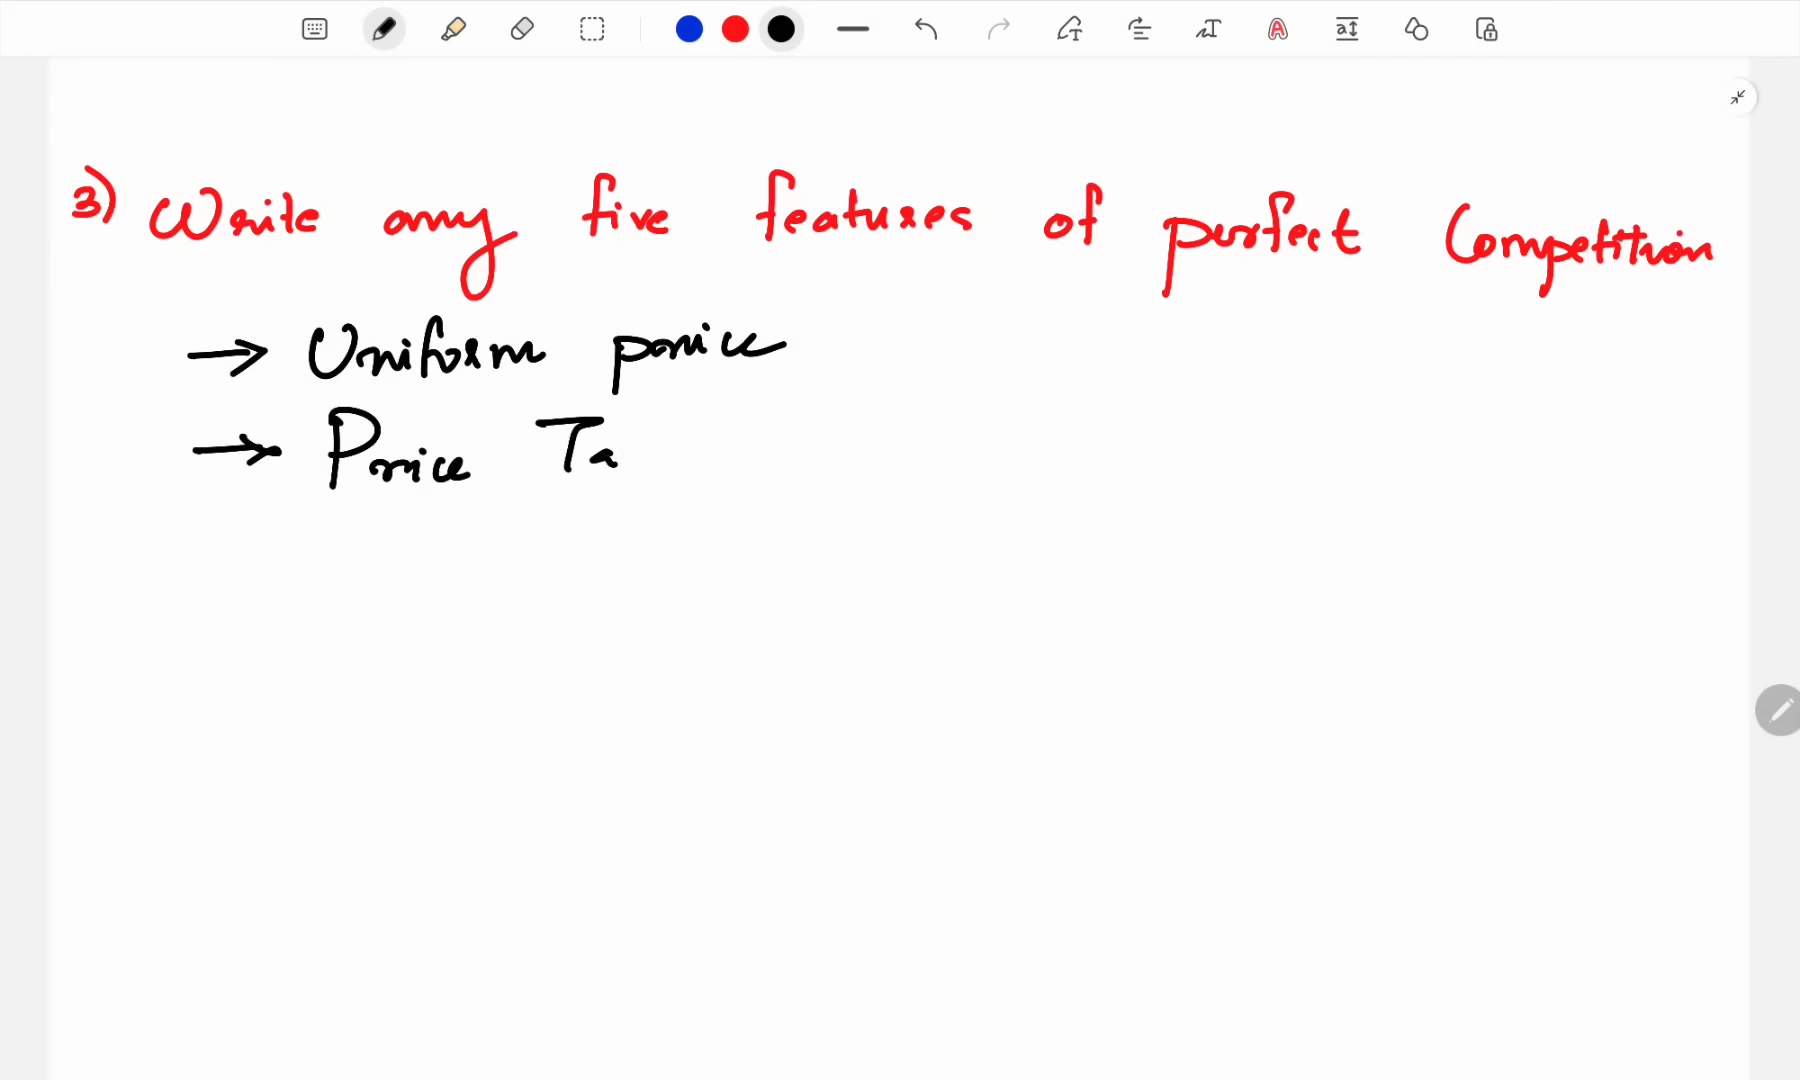 3) Write any five features of perfect Competition
→ Uniform price
→ Price Ta